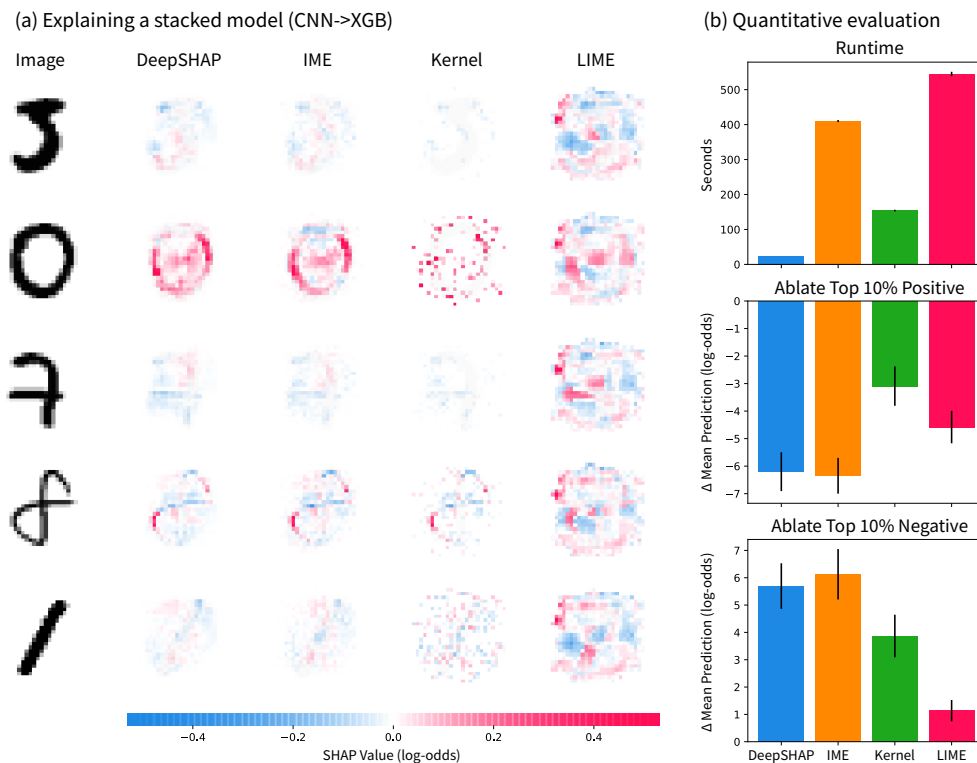 (a) Explaining a stacked model (CNN->XGB)
Image DeepSHAP IME Kernel LIME
−0.4 −0.2 0.0 0.2 0.4
SHAP Value (log-odds)
(b) Quantitative evaluation
Runtime
Seconds
500
400
300
200
100
0
Ablate Top 10% Positive
Δ Mean Prediction (log-odds)
0
−1
−2
−3
−4
−5
−6
−7
Ablate Top 10% Negative
Δ Mean Prediction (log-odds)
7
6
5
4
3
2
1
0
DeepSHAP IME Kernel LIME